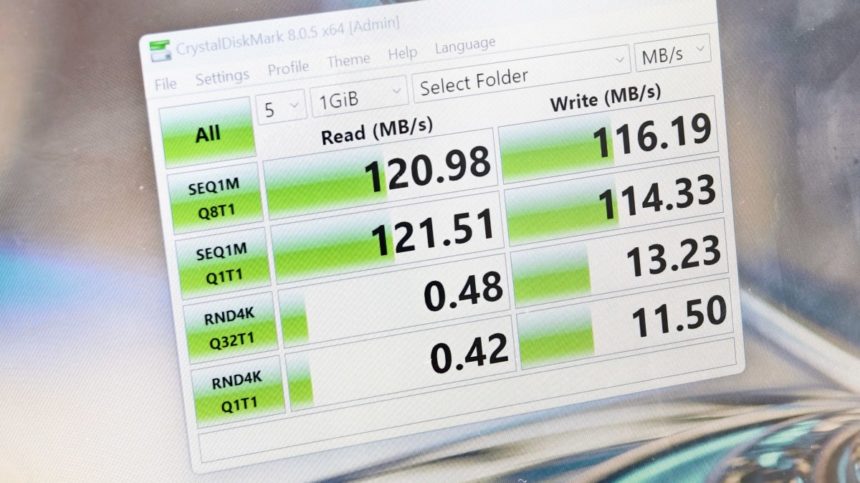 CrystalDiskMark 8.0.5 x64 [Admin]
File Settings Profile Theme Help Language
All 5 1GiB Select Folder MB/s
Read (MB/s) Write (MB/s)
SEQ1M Q8T1 120.98 116.19
SEQ1M Q1T1 121.51 114.33
RND4K Q32T1 0.48 13.23
RND4K Q1T1 0.42 11.50